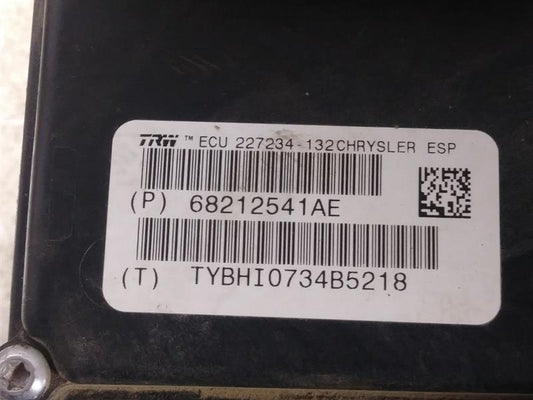 TRW ™ ECU 227234-132CHRYSLER ESP
(P) 68212541AE
(T) TYBHI0734B5218